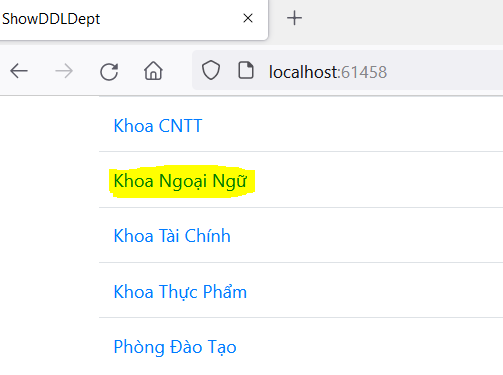 ShowDDLDept
localhost:61458
Khoa CNTT
Khoa Ngoại Ngữ
Khoa Tài Chính
Khoa Thực Phẩm
Phòng Đào Tạo